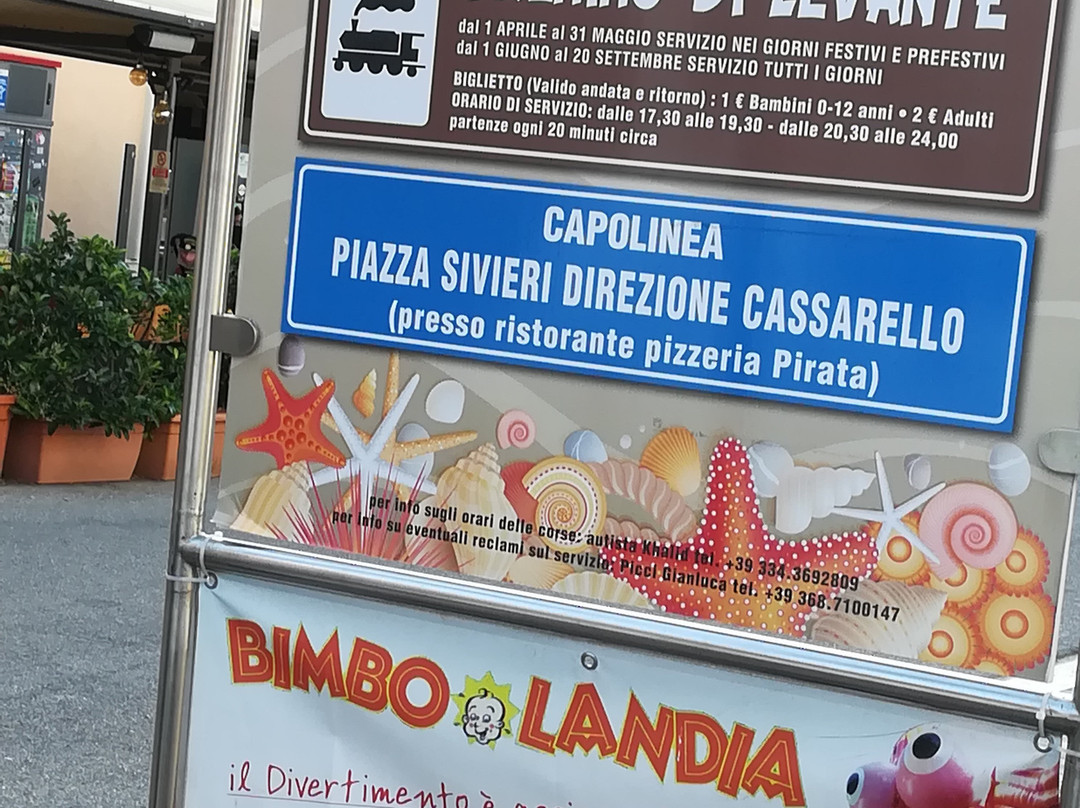 DI LEVANTE
dal 1 APRILE al 31 MAGGIO SERVIZIO NEI GIORNI FESTIVI E PREFESTIVI
dal 1 GIUGNO al 20 SETTEMBRE SERVIZIO TUTTI I GIORNI
BIGLIETTO (Valido andata e ritorno) : 1 € Bambini 0-12 anni • 2 € Adulti
ORARIO DI SERVIZIO: dalle 17,30 alle 19,30 - dalle 20,30 alle 24,00
partenze ogni 20 minuti circa
CAPOLINEA
PIAZZA SIVIERI DIREZIONE CASSARELLO
(presso ristorante pizzeria Pirata)
per info sugli orari delle corse: autista Khalid tel. +39 334.3692809
per info su eventuali reclami sul servizio: Picci Gianluca tel. +39 368.7100147
BIMBO LANDIA
il Divertimento è